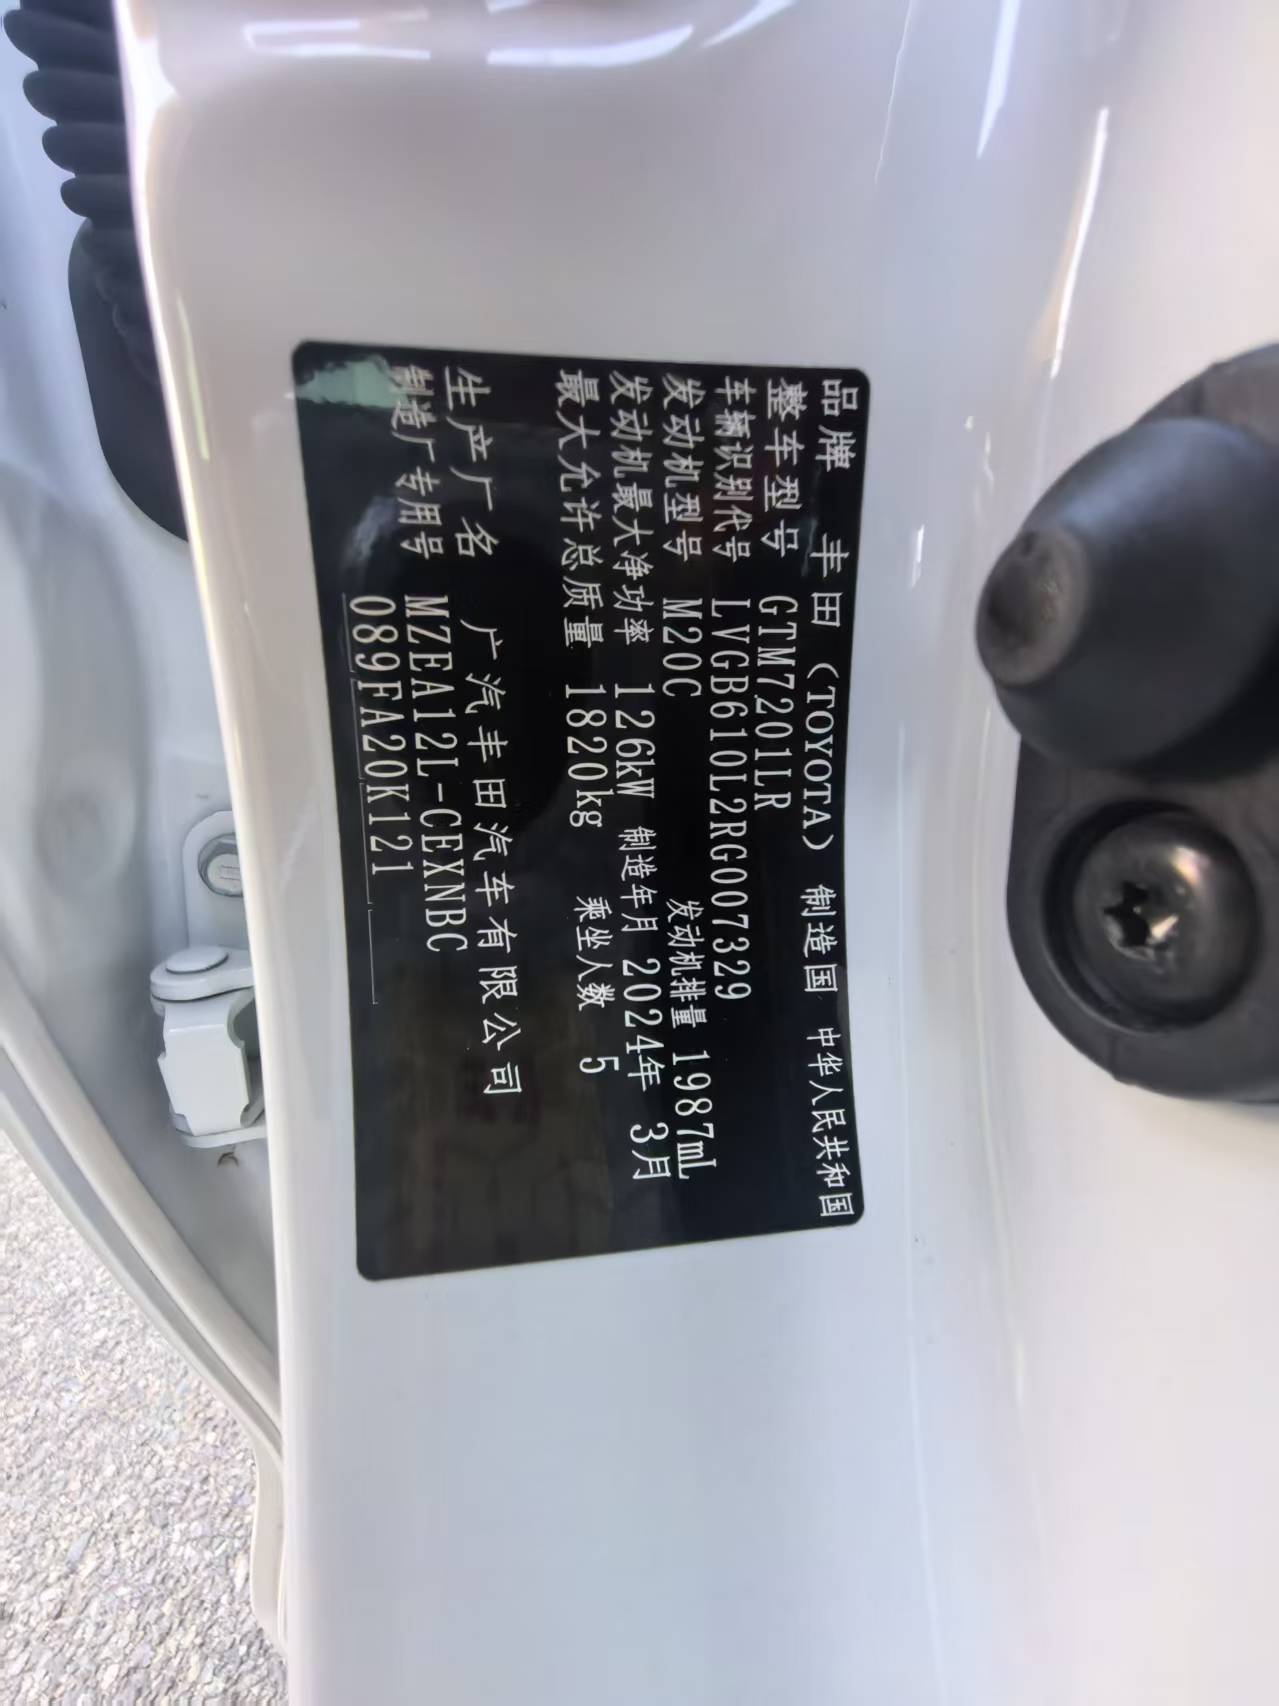 品牌 丰田（TOYOTA） 制造国 中华人民共和国
整车型号 GTM7201LR
车辆识别代号 LVGB610L2RG007329
发动机型号 M20C 发动机排量 1987mL
发动机最大净功率 126kW 制造年月 2024年 3月
最大允许总质量 1820kg 乘坐人数 5
生产厂名 广汽丰田汽车有限公司
制造厂专用号 MZEA12L-CEXNBC
089FA20K121